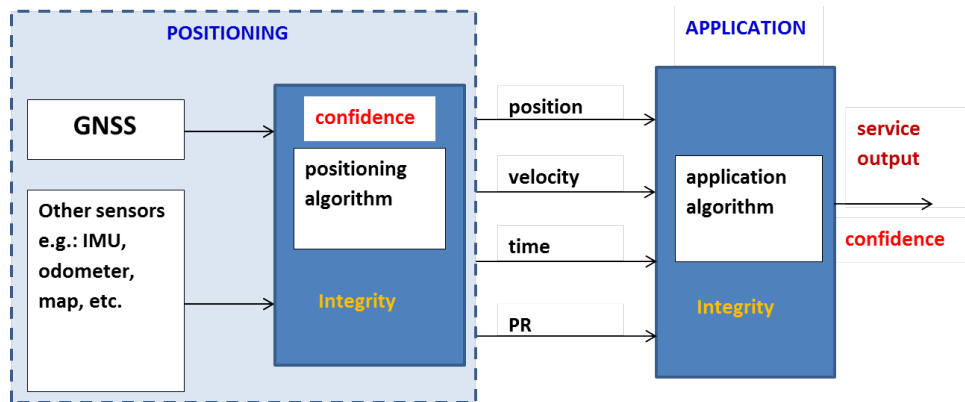 POSITIONING
GNSS
Other sensors
e.g.: IMU,
odometer,
map, etc.
confidence
positioning
algorithm
Integrity
position
velocity
time
PR
APPLICATION
application
algorithm
Integrity
service
output
confidence